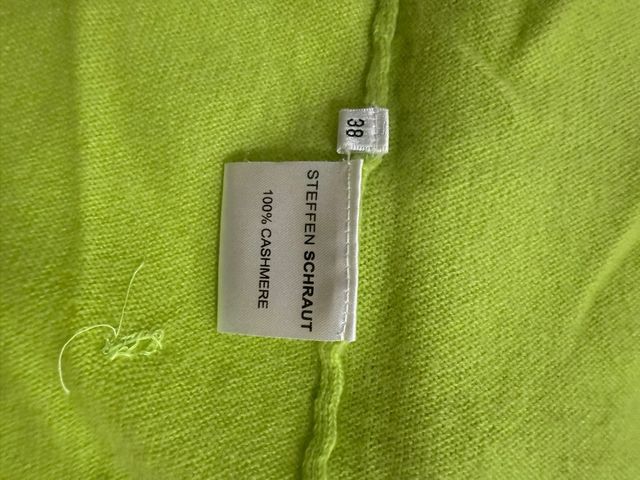 38
STEFFEN SCHRAUT
100% CASHMERE